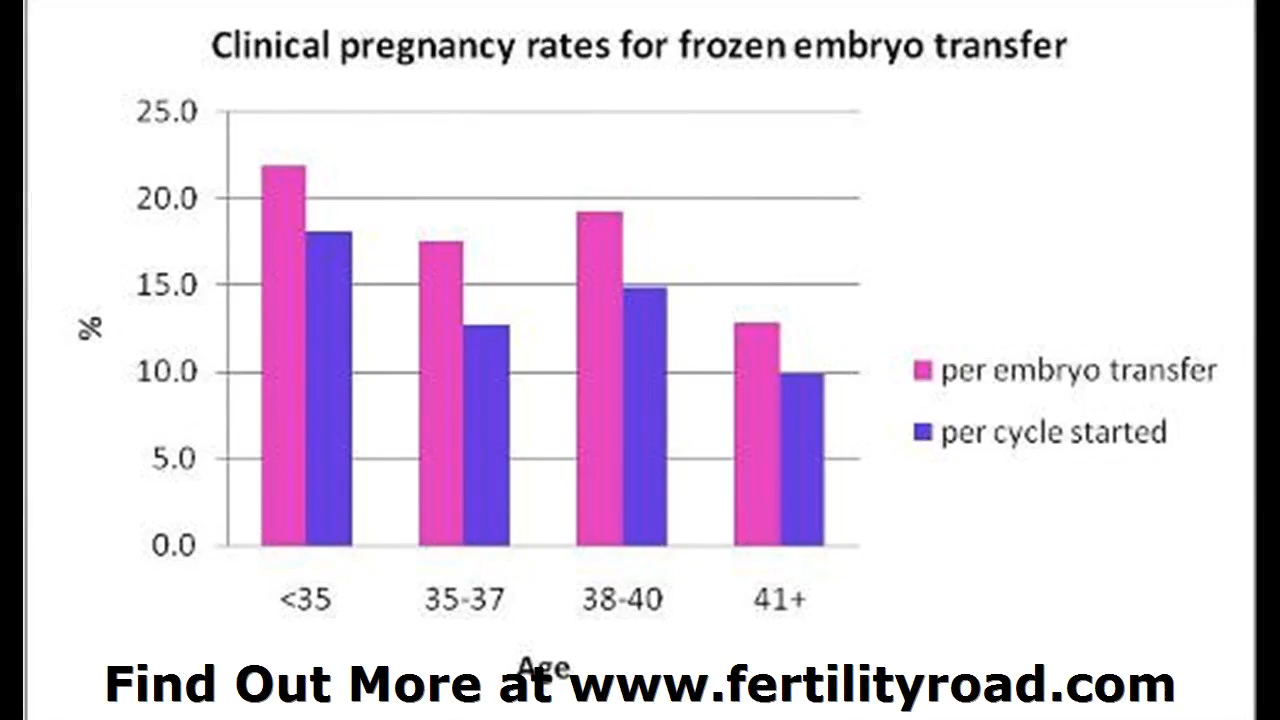 Clinical pregnancy rates for frozen embryo transfer
25.0
20.0
15.0
10.0
5.0
0.0
%
per embryo transfer
per cycle started
<35 35-37 38-40 41+
Age
Find Out More at www.fertilityroad.com